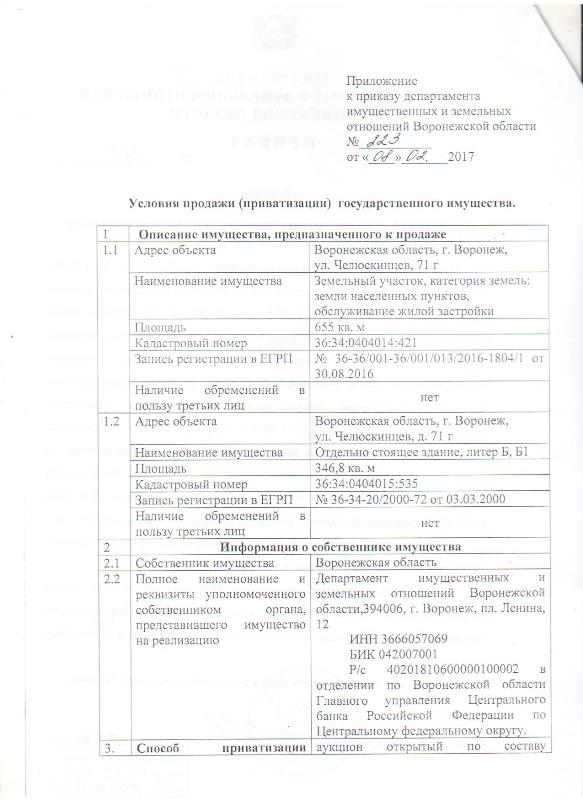 Приложение
к приказу департамента
имущественных и земельных
отношений Воронежской области
№ 223
от « 08 » 02. 2017
Условия продажи (приватизации) государственного имущества.
1 Описание имущества, предназначенного к продаже
1.1 Адрес объекта Воронежская область, г. Воронеж,
ул. Челюскинцев, 71 г
Наименование имущества Земельный участок, категория земель:
земли населенных пунктов,
обслуживание жилой застройки
Площадь 655 кв. м
Кадастровый номер 36:34:0404014:421
Запись регистрации в ЕГРП № 36-36/001-36/001/013/2016-1804/1 от
30.08.2016
Наличие обременений в
пользу третьих лиц нет
1.2 Адрес объекта Воронежская область, г. Воронеж,
ул. Челюскинцев, д. 71 г
Наименование имущества Отдельно стоящее здание, литер Б, Б1
Площадь 346,8 кв. м
Кадастровый номер 36:34:0404015:535
Запись регистрации в ЕГРП № 36-34-20/2000-72 от 03.03.2000
Наличие обременений в
пользу третьих лиц нет
2 Информация о собственнике имущества
2.1 Собственник имущества Воронежская область
2.2 Полное наименование и Департамент имущественных и
реквизиты уполномоченного земельных отношений Воронежской
собственником органа, области,394006, г. Воронеж, пл. Ленина,
представившего имущество 12
на реализацию ИНН 3666057069
БИК 042007001
Р/с 40201810600000100002 в
отделении по Воронежской области
Главного управления Центрального
банка Российской Федерации по
Центральному федеральному округу.
3. Способ приватизации аукцион открытый по составу